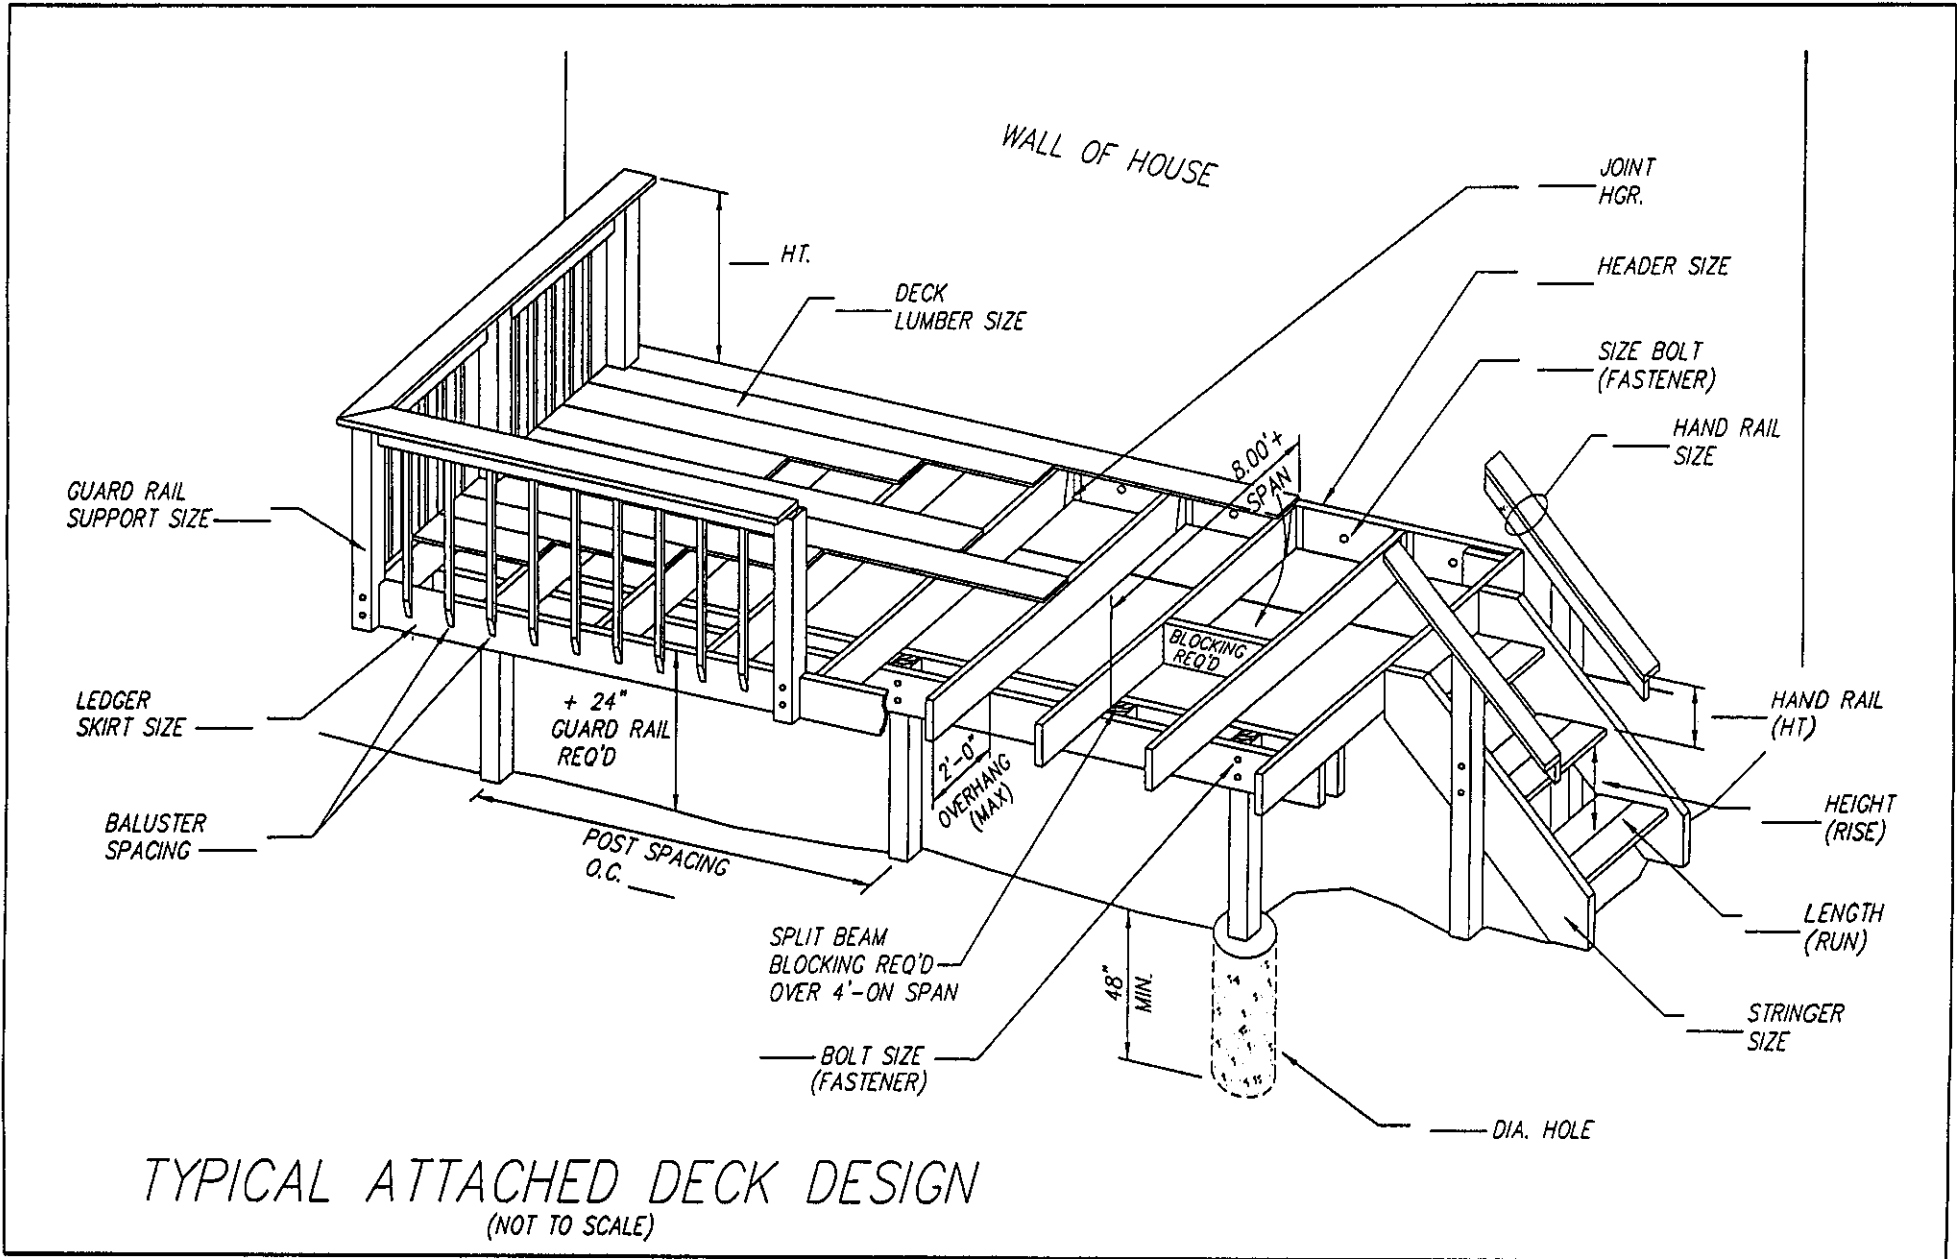 WALL OF HOUSE
JOINT
HGR.
HT.
HEADER SIZE
DECK
LUMBER SIZE
SIZE BOLT
(FASTENER)
HAND RAIL
SIZE
8.00'+
SPAN
GUARD RAIL
SUPPORT SIZE
BLOCKING
REQ'D
LEDGER
SKIRT SIZE
+ 24"
GUARD RAIL
REQ'D
HAND RAIL
(HT)
2'-0"
OVERHANG
(MAX)
HEIGHT
(RISE)
BALUSTER
SPACING
POST SPACING
O.C.
LENGTH
(RUN)
SPLIT BEAM
BLOCKING REQ'D
OVER 4'-ON SPAN
48"
MIN.
STRINGER
SIZE
BOLT SIZE
(FASTENER)
DIA. HOLE
TYPICAL ATTACHED DECK DESIGN
(NOT TO SCALE)